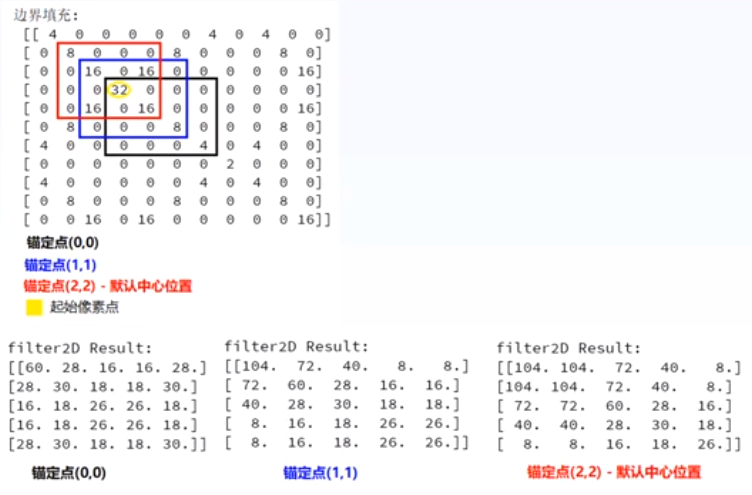 边界填充:
[[ 4 0 0 0 0 0 0 4 0 4 0 0]
[ 0 8 0 0 0 0 8 0 0 0 8 0]
[ 0 0 16 0 16 0 0 0 0 0 16]
[ 0 0 0 32 0 0 0 0 0 0 0]
[ 0 0 16 0 16 0 0 0 0 0 16]
[ 0 8 0 0 0 8 0 0 0 8 0]
[ 4 0 0 0 0 0 4 0 4 0 0]
[ 0 0 0 0 0 0 0 2 0 0 0]
[ 4 0 0 0 0 0 4 0 4 0 0]
[ 0 8 0 0 0 8 0 0 0 8 0]
[ 0 0 16 0 16 0 0 0 0 0 16]]
锚定点(0,0)
锚定点(1,1)
锚定点(2,2) - 默认中心位置
起始像素点
filter2D Result:
[[60. 28. 16. 16. 28.]
[28. 30. 18. 18. 30.]
[16. 18. 26. 26. 18.]
[16. 18. 26. 26. 18.]
[28. 30. 18. 18. 30.]]
锚定点(0,0)
filter2D Result:
[[104. 72. 40. 8. 8.]
[ 72. 60. 28. 16. 16.]
[ 40. 28. 30. 18. 18.]
[ 8. 16. 18. 26. 26.]
[ 8. 16. 18. 26. 26.]]
锚定点(1,1)
filter2D Result:
[[104. 104. 72. 40. 8.]
[104. 104. 72. 40. 8.]
[ 72. 72. 60. 28. 16.]
[ 40. 40. 28. 30. 18.]
[ 8. 8. 16. 18. 26.]]
锚定点(2,2) - 默认中心位置